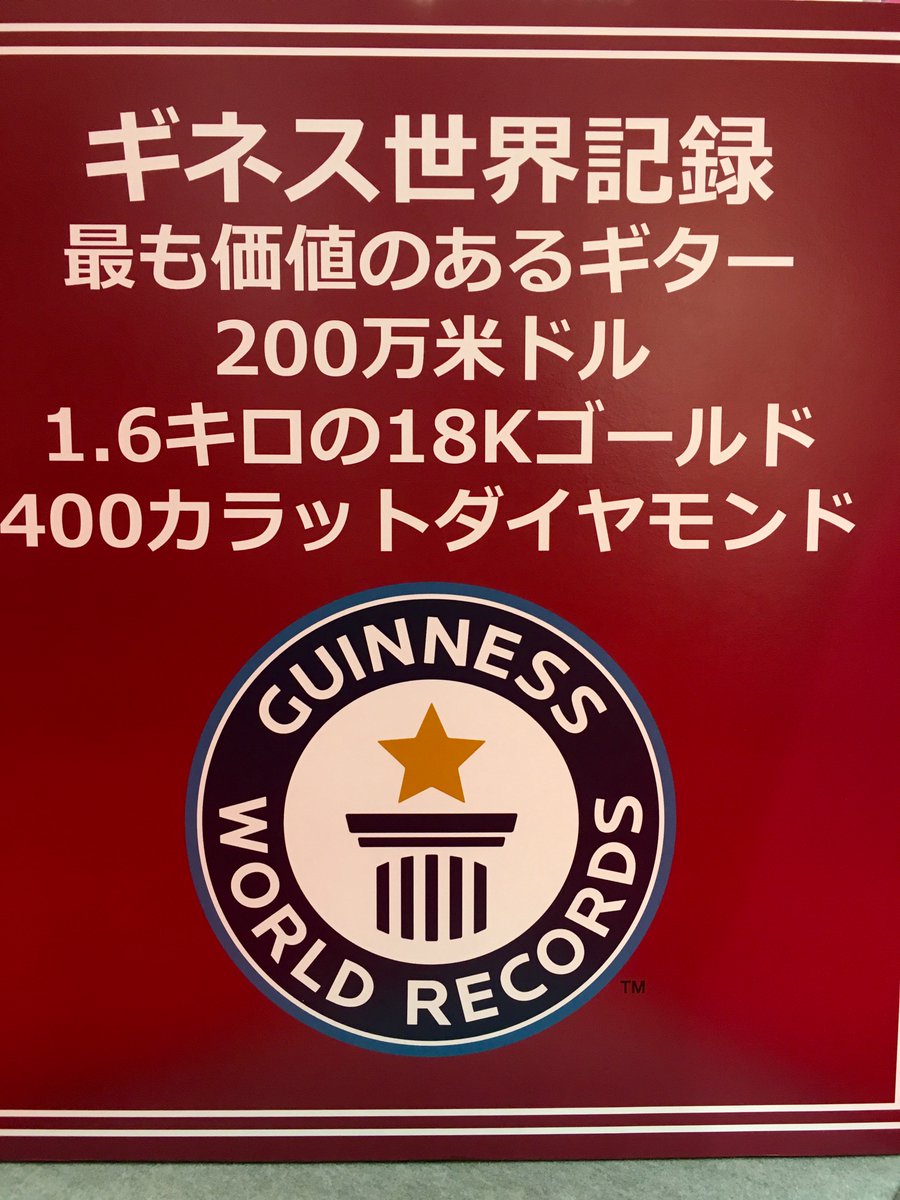 ギネス世界記録
最も価値のあるギター
200万米ドル
1.6キロの18Kゴールド
400カラットダイヤモンド
GUINNESS
WORLD RECORDS
TM